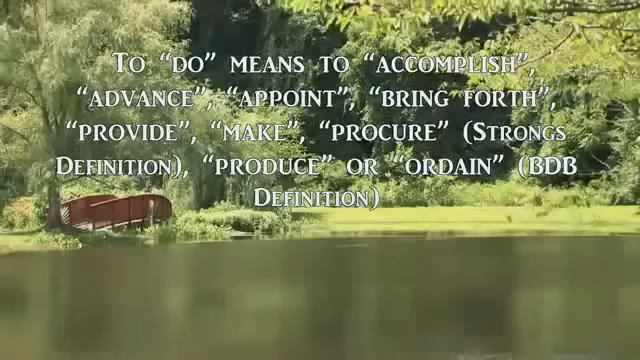 To “do” means to “accomplish”,
“advance”, “appoint”, “bring forth”,
“provide”, “make”, “procure” (Strongs
Definition), “produce” or “ordain” (BDB
Definition)